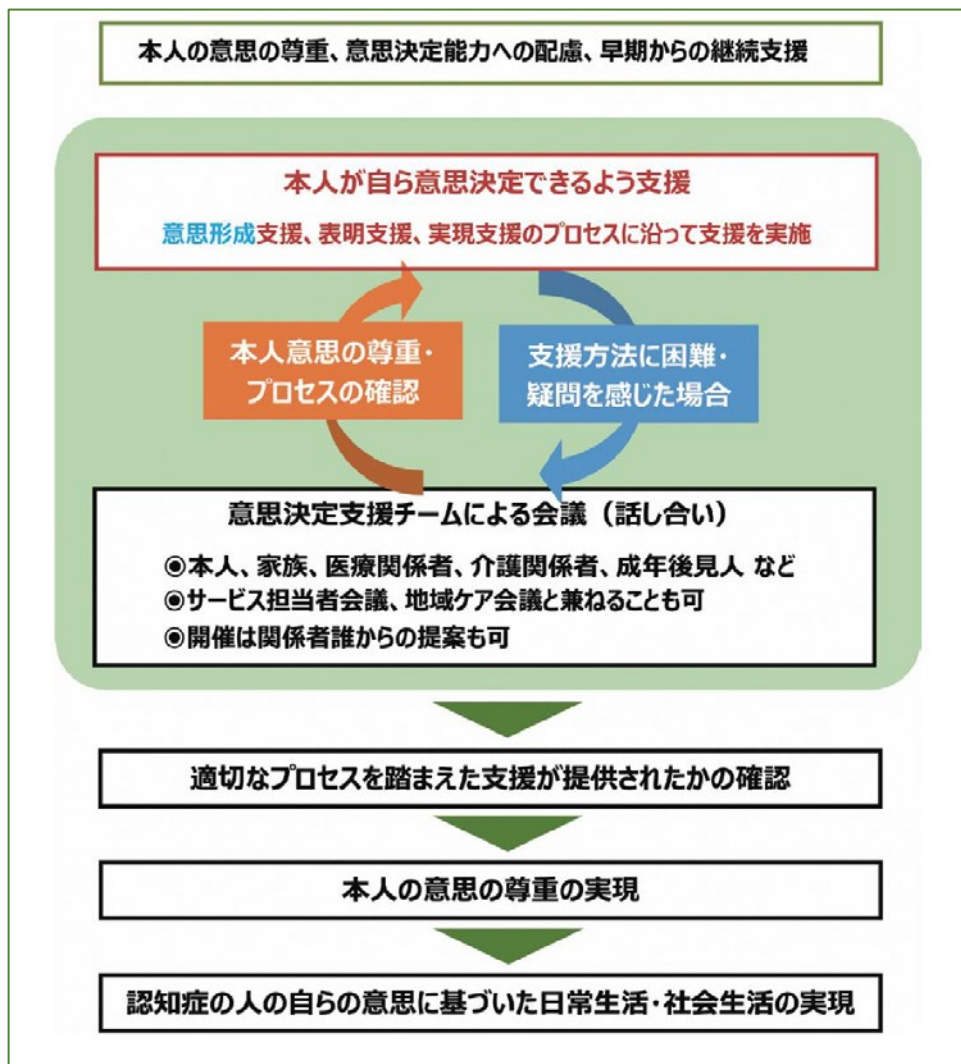 本人の意思の尊重、意思決定能力への配慮、早期からの継続支援
本人が自ら意思決定できるよう支援
意思形成支援、表明支援、実現支援のプロセスに沿って支援を実施
本人意思の尊重・
プロセスの確認
支援方法に困難・
疑問を感じた場合
意思決定支援チームによる会議（話し合い）
◉本人、家族、医療関係者、介護関係者、成年後見人 など
◉サービス担当者会議、地域ケア会議と兼ねることも可
◉開催は関係者誰からの提案も可
適切なプロセスを踏まえた支援が提供されたかの確認
本人の意思の尊重の実現
認知症の人の自らの意思に基づいた日常生活・社会生活の実現